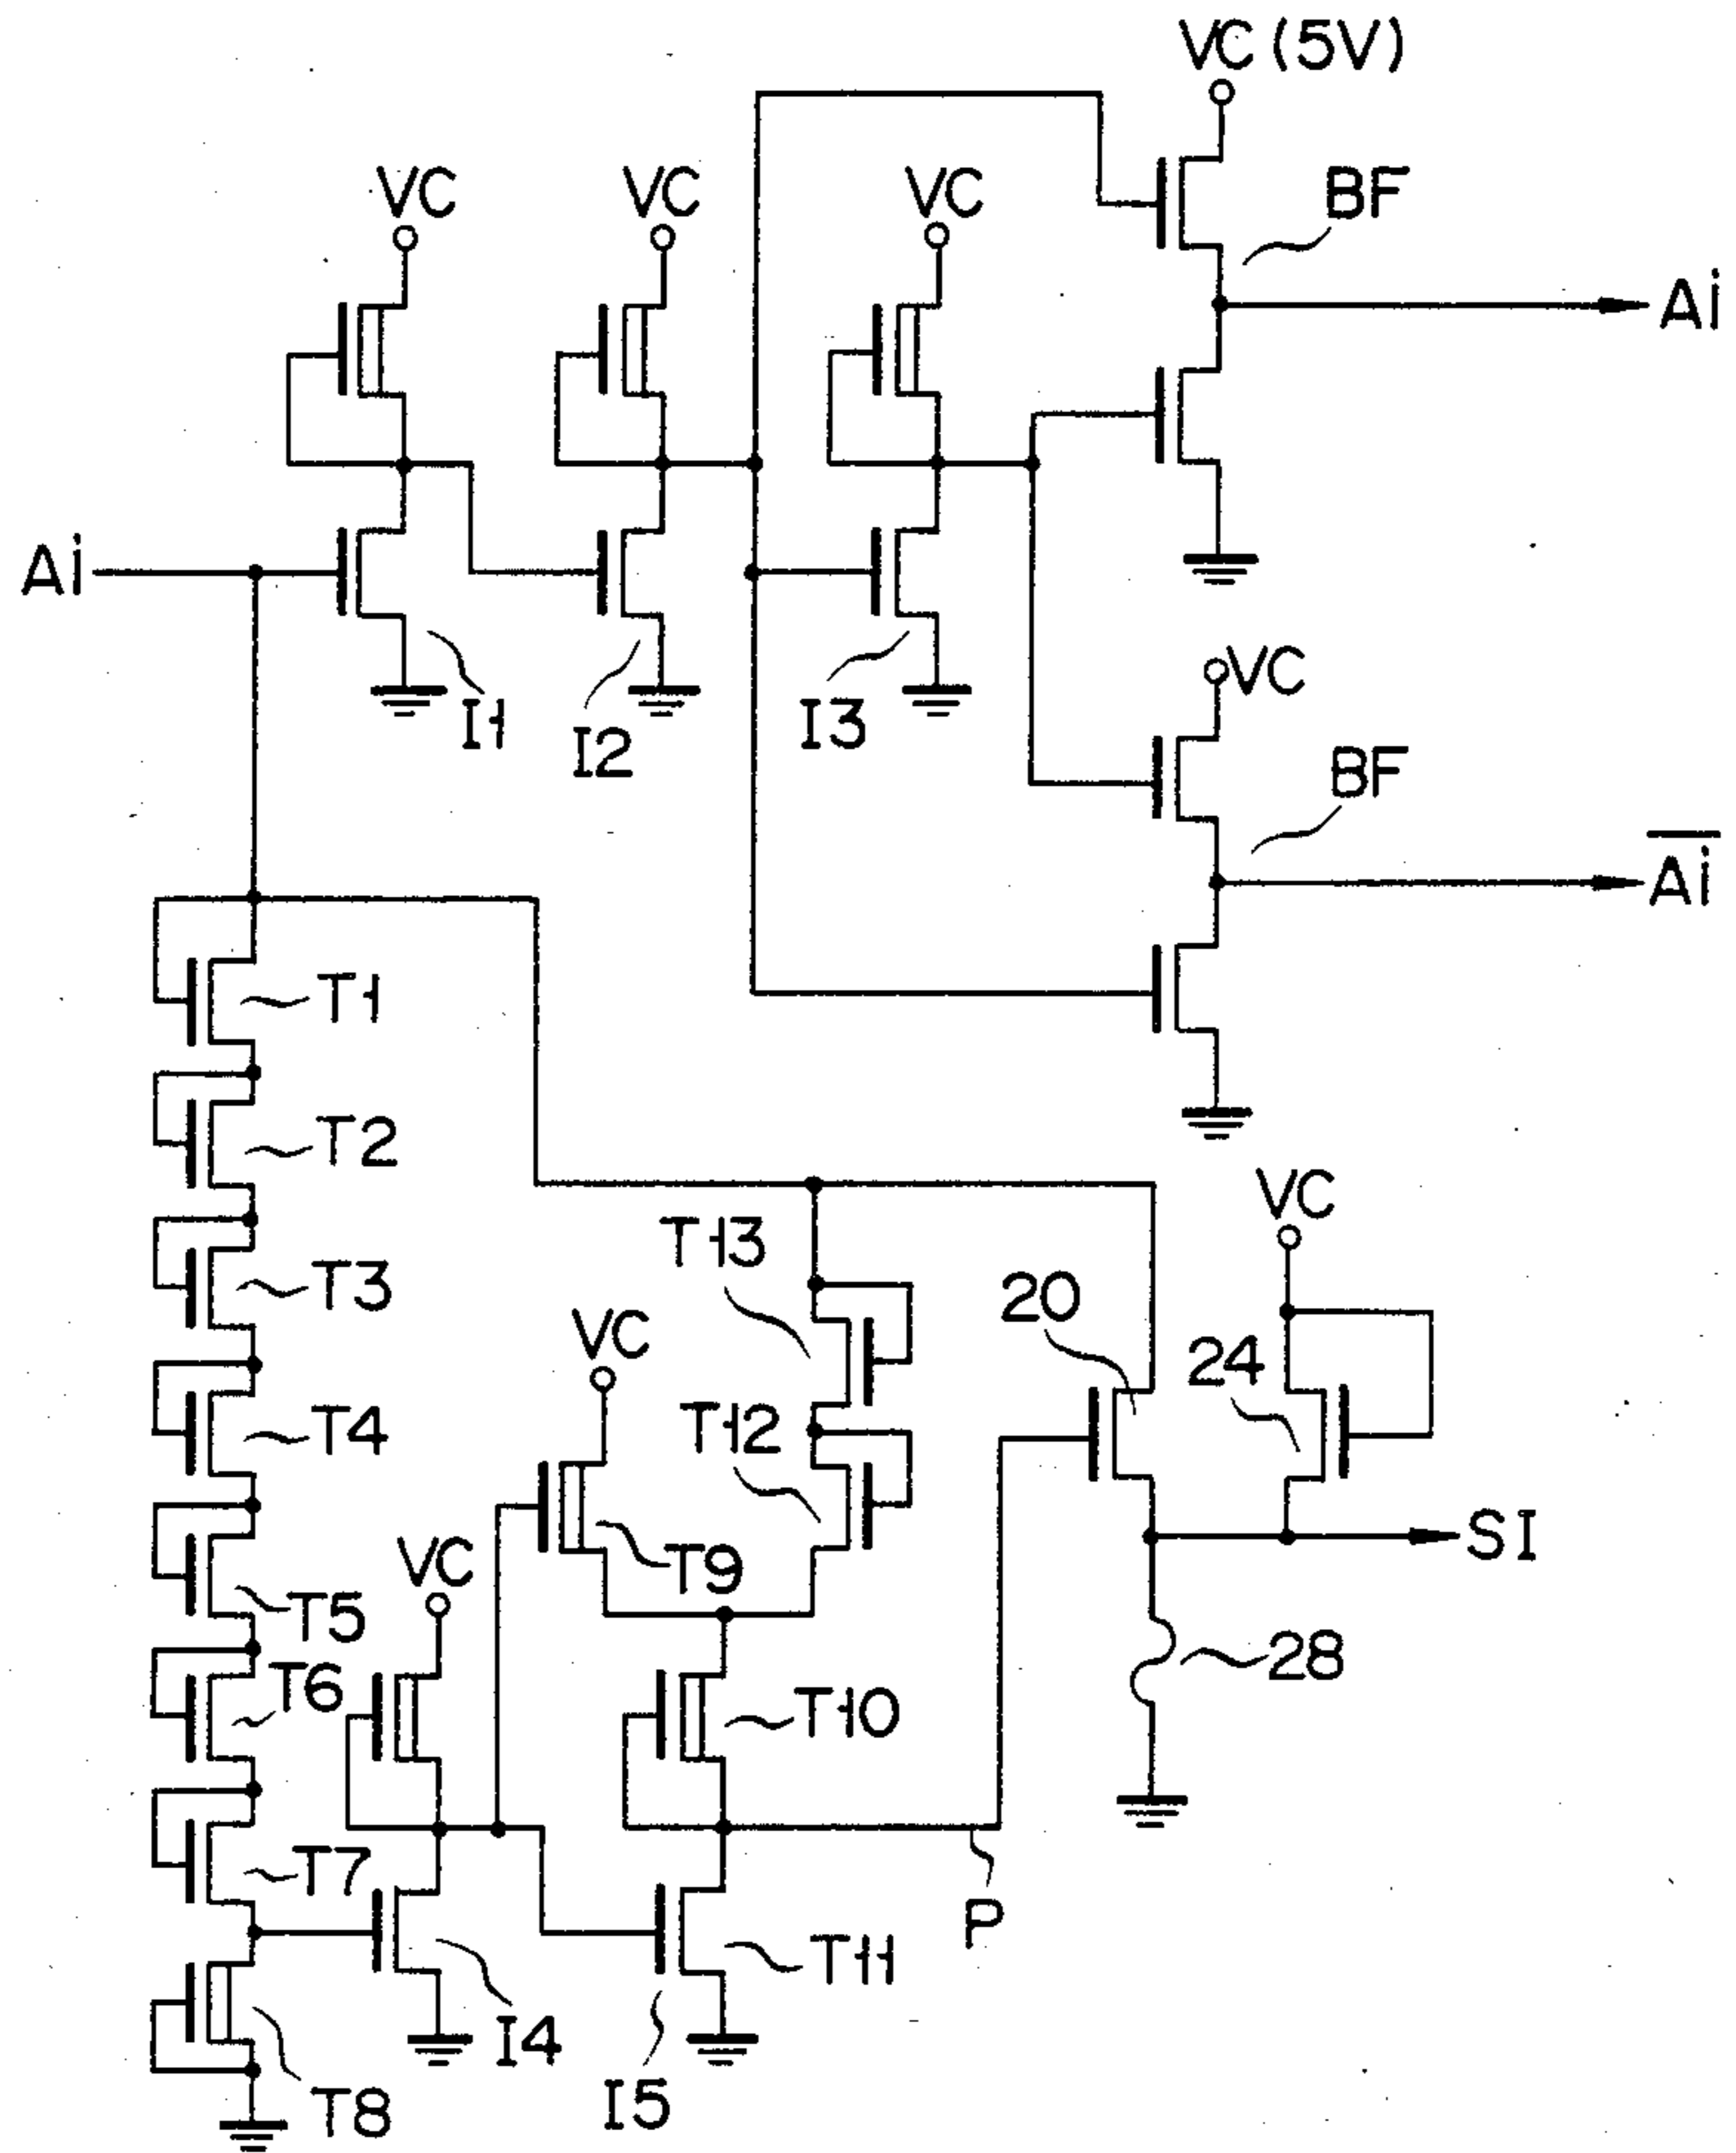 VC (5V)
VC
VC
VC
BF
Ai
Ai
I1
I2
I3
VC
BF
A̅i̅
T1
T2
T3
T4
T5
T6
T7
T8
T13
VC
20
24
VC
T12
T9
VC
SI
28
T10
P
T11
I4
I5